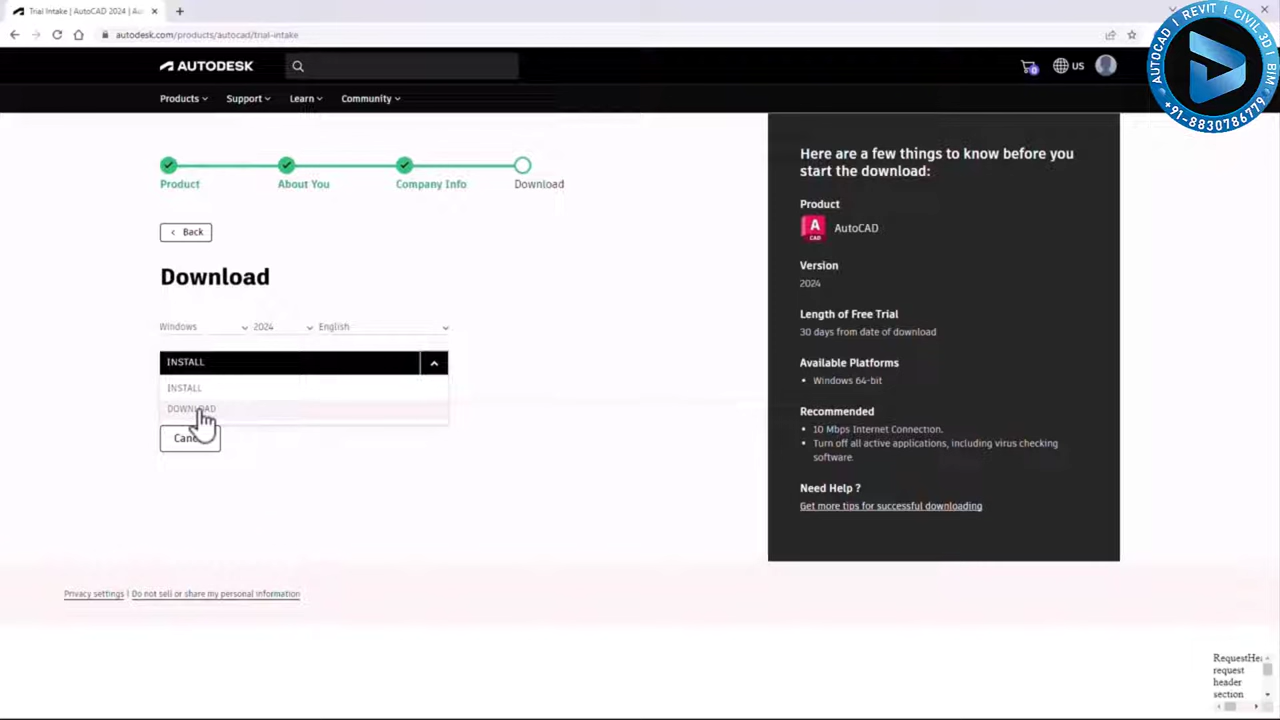 Trial Intake | AutoCAD 2024 | Au
autodesk.com/products/autocad/trial-intake
AUTODESK
0
US
Products
Support
Learn
Community
AUTOCAD | REVIT | CIVIL 3D | BIM
+91-8830786779
Product
About You
Company Info
Download
Back
Download
Windows
2024
English
INSTALL
INSTALL
DOWNLOAD
Here are a few things to know before you
start the download:
Product
A
CAD
AutoCAD
Version
2024
Length of Free Trial
30 days from date of download
Available Platforms
• Windows 64-bit
Recommended
• 10 Mbps Internet Connection.
• Turn off all active applications, including virus checking
software.
Need Help ?
Get more tips for successful downloading
Privacy settings | Do not sell or share my personal information
request
header
section